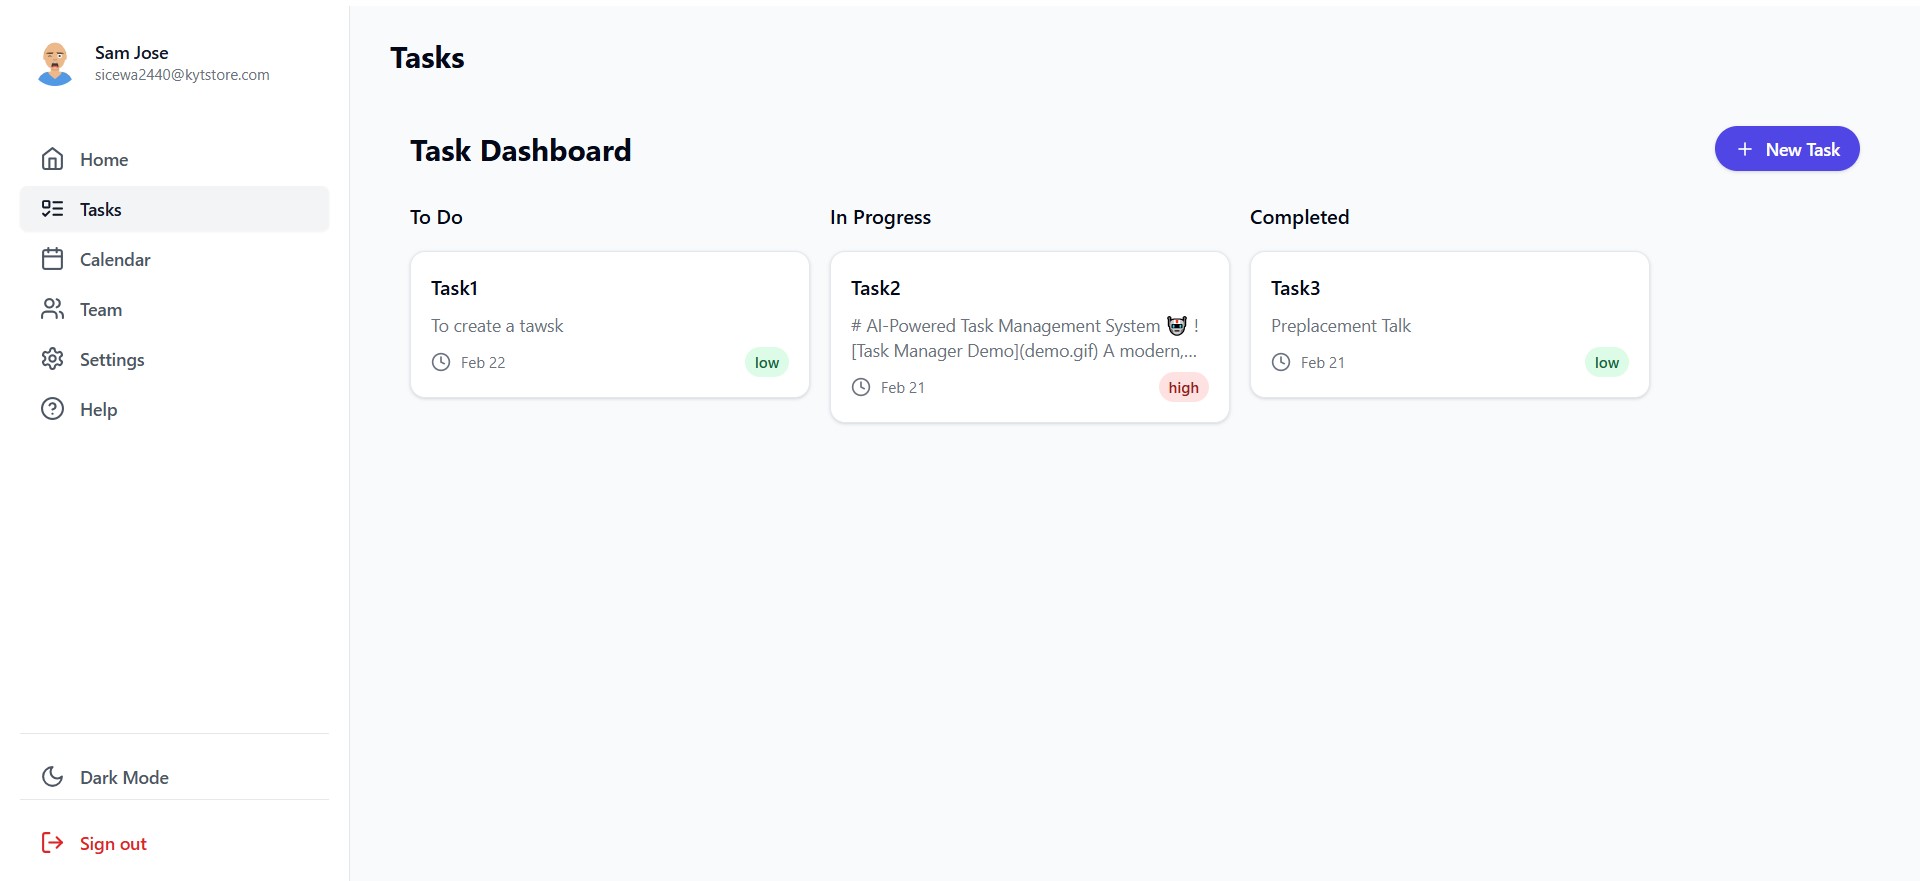 Sam Jose
sicewa2440@kytstore.com
Home
Tasks
Calendar
Team
Settings
Help
Dark Mode
Sign out
Tasks
Task Dashboard
New Task
To Do
Task1
To create a tawsk
Feb 22
low
In Progress
Task2
# AI-Powered Task Management System 🤖 !
[Task Manager Demo](demo.gif) A modern,...
Feb 21
high
Completed
Task3
Preplacement Talk
Feb 21
low